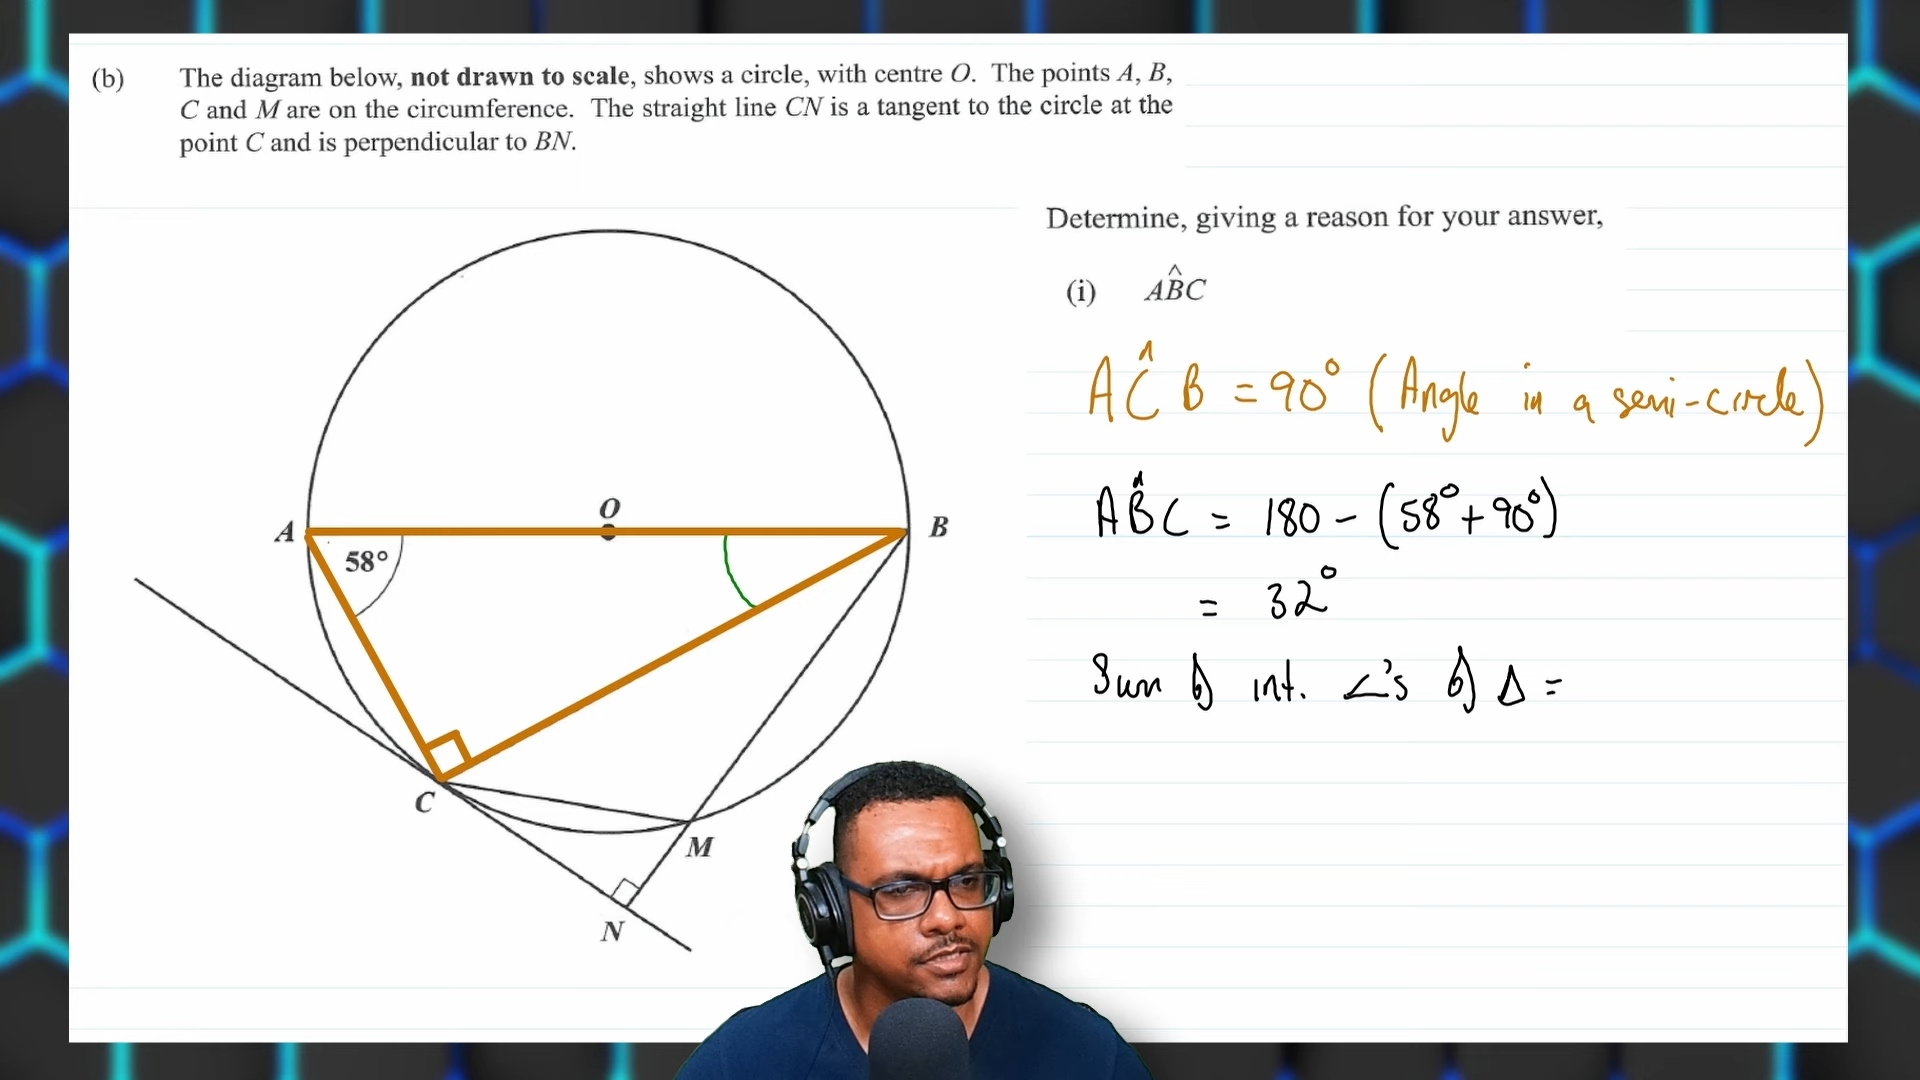 (b) The diagram below, not drawn to scale, shows a circle, with centre O. The points A, B,
C and M are on the circumference. The straight line CN is a tangent to the circle at the
point C and is perpendicular to BN.
Determine, giving a reason for your answer,
(i) AB̂C
AĈB = 90° (Angle in a semi-circle)
AB̂C = 180 - (58° + 90°)
= 32°
Sum of int. ∠'s of Δ =
O
A
B
58°
C
M
N